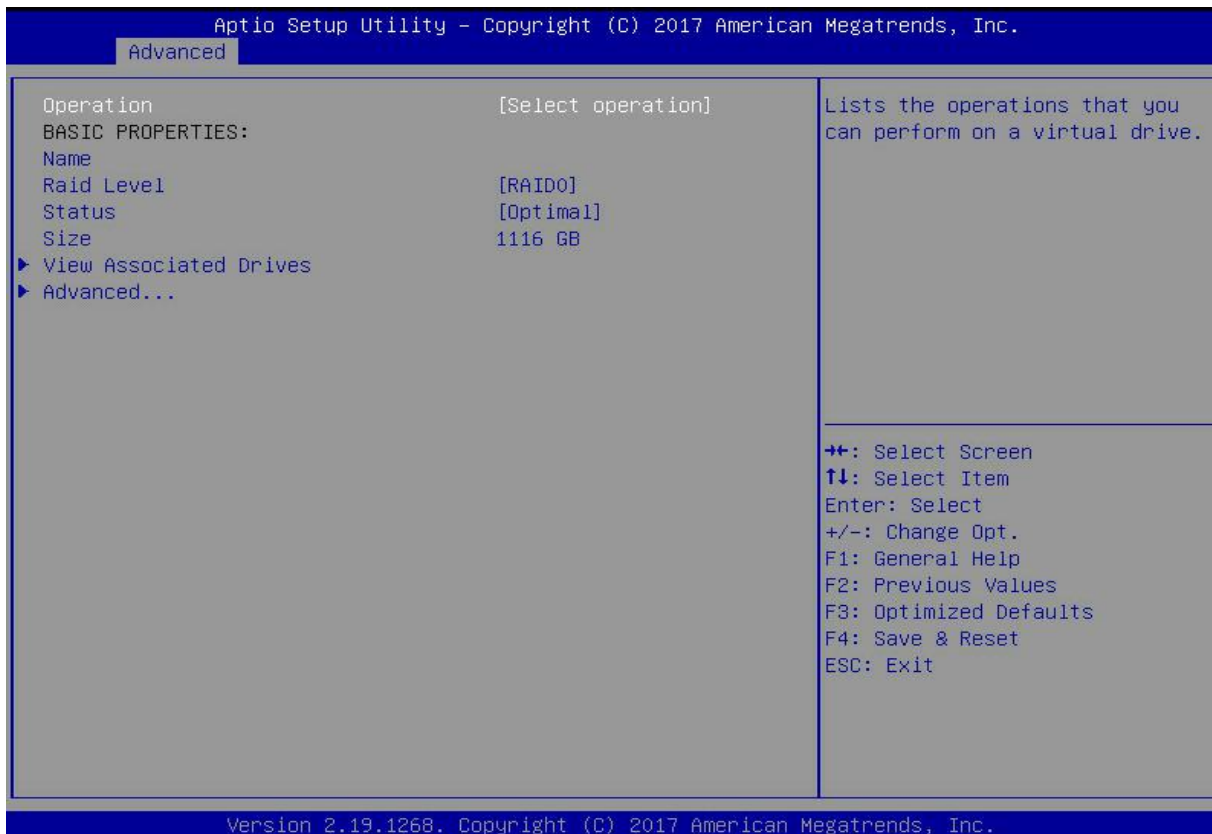 Aptio Setup Utility – Copyright (C) 2017 American Megatrends, Inc.
Advanced
Operation [Select operation]
BASIC PROPERTIES:
Name
Raid Level [RAID0]
Status [Optimal]
Size 1116 GB
▶ View Associated Drives
▶ Advanced...
Lists the operations that you
can perform on a virtual drive.
→←: Select Screen
↑↓: Select Item
Enter: Select
+/-: Change Opt.
F1: General Help
F2: Previous Values
F3: Optimized Defaults
F4: Save & Reset
ESC: Exit
Version 2.19.1268. Copyright (C) 2017 American Megatrends, Inc.